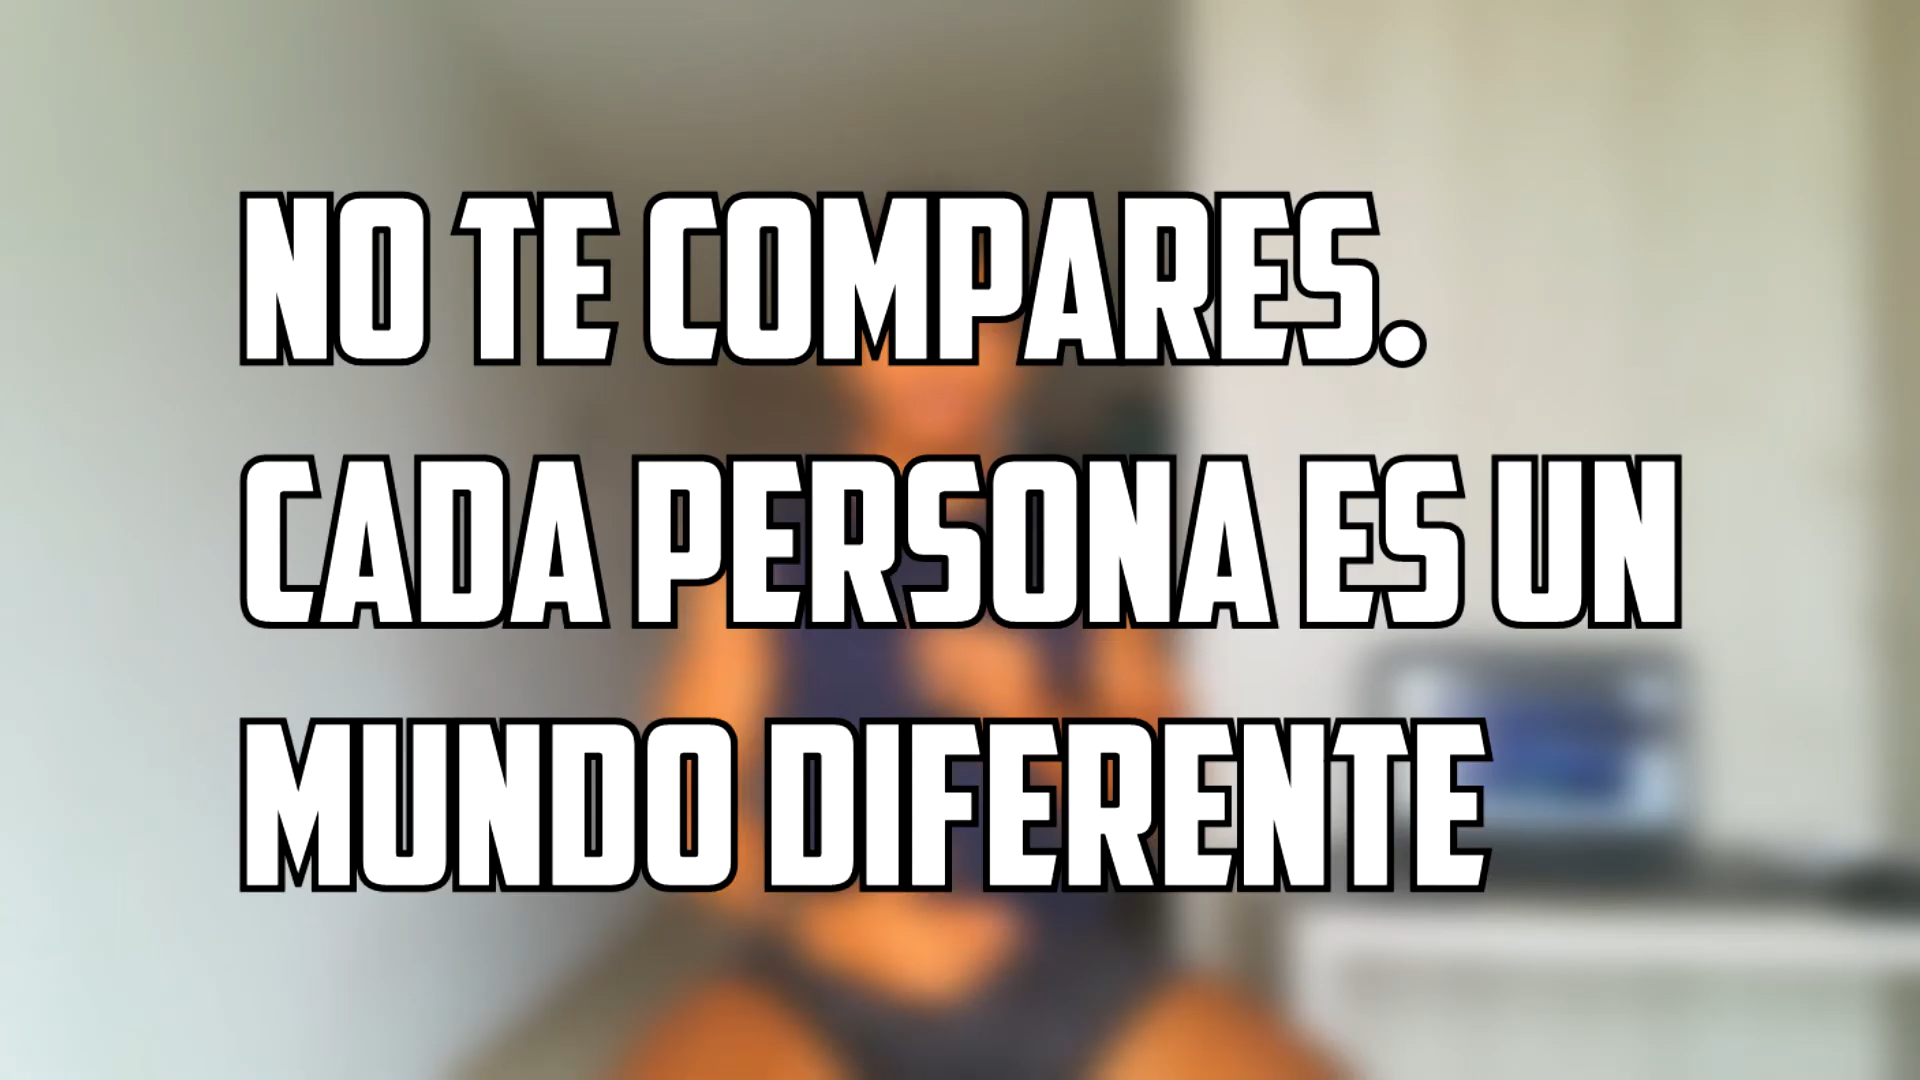 NO TE COMPARES.
CADA PERSONA ES UN
MUNDO DIFERENTE